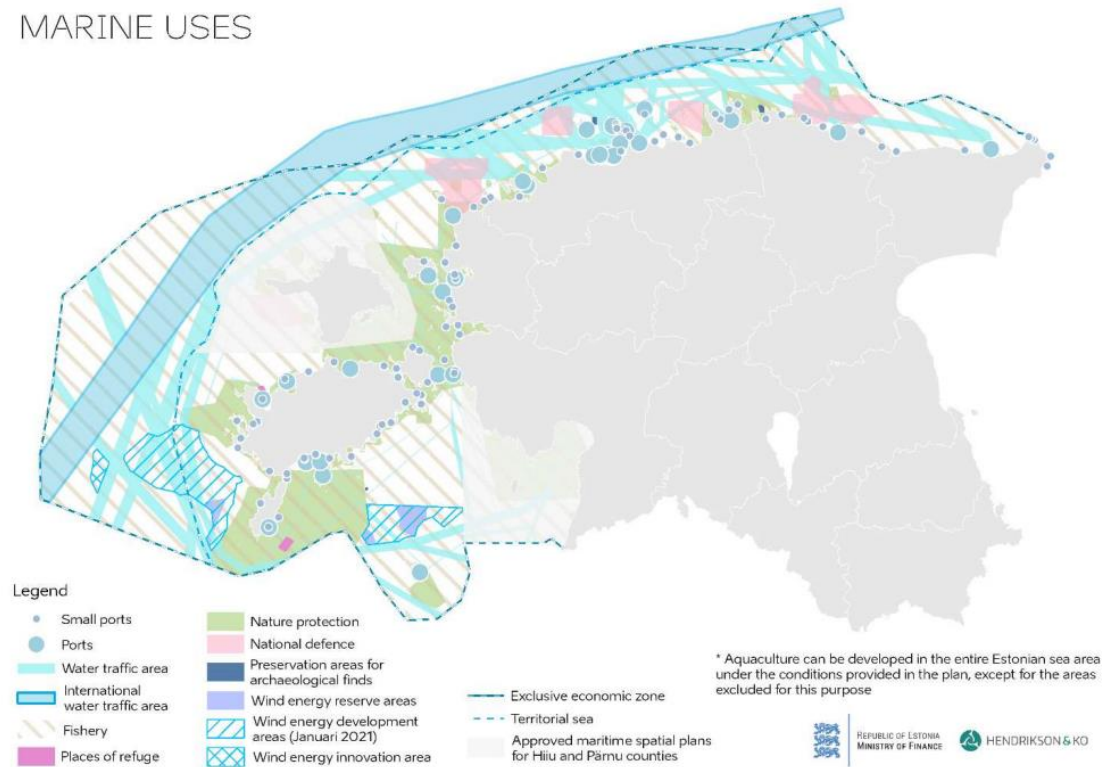 MARINE USES
Legend
Small ports
Ports
Water traffic area
International
water traffic area
Fishery
Places of refuge
Nature protection
National defence
Preservation areas for
archaeological finds
Wind energy reserve areas
Wind energy development
areas (Januari 2021)
Wind energy innovation area
Exclusive economic zone
Territorial sea
Approved maritime spatial plans
for Hiiu and Pärnu counties
* Aquaculture can be developed in the entire Estonian sea area
under the conditions provided in the plan, except for the areas
excluded for this purpose
REPUBLIC OF ESTONIA
MINISTRY OF FINANCE
HENDRIKSON & KO